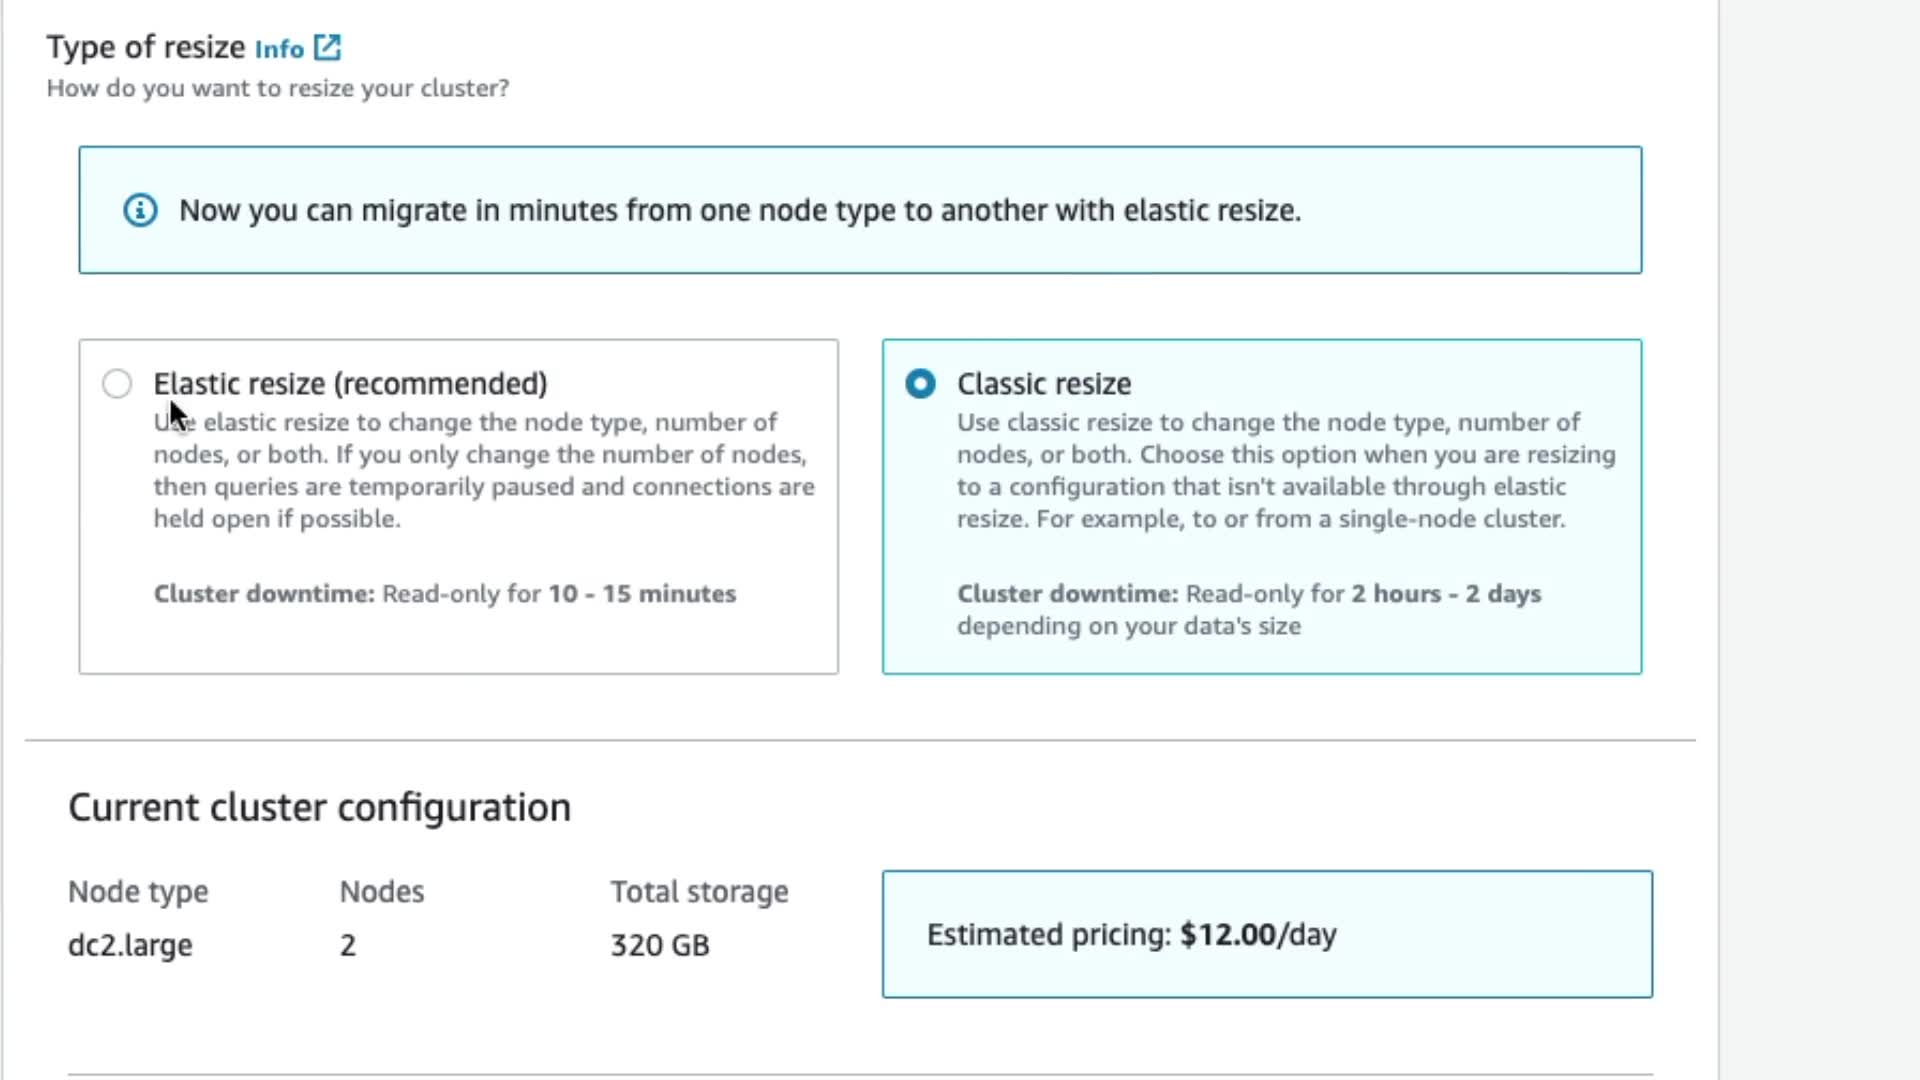 Type of resize Info
How do you want to resize your cluster?
Now you can migrate in minutes from one node type to another with elastic resize.
Elastic resize (recommended)
Use elastic resize to change the node type, number of
nodes, or both. If you only change the number of nodes,
then queries are temporarily paused and connections are
held open if possible.
Cluster downtime: Read-only for 10 - 15 minutes
Classic resize
Use classic resize to change the node type, number of
nodes, or both. Choose this option when you are resizing
to a configuration that isn't available through elastic
resize. For example, to or from a single-node cluster.
Cluster downtime: Read-only for 2 hours - 2 days
depending on your data's size
Current cluster configuration
Node type Nodes Total storage
dc2.large 2 320 GB
Estimated pricing: $12.00/day